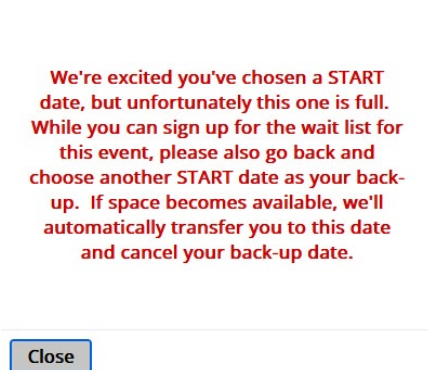 We're excited you've chosen a START
date, but unfortunately this one is full.
While you can sign up for the wait list for
this event, please also go back and
choose another START date as your back-
up.  If space becomes available, we'll
automatically transfer you to this date
and cancel your back-up date.
Close